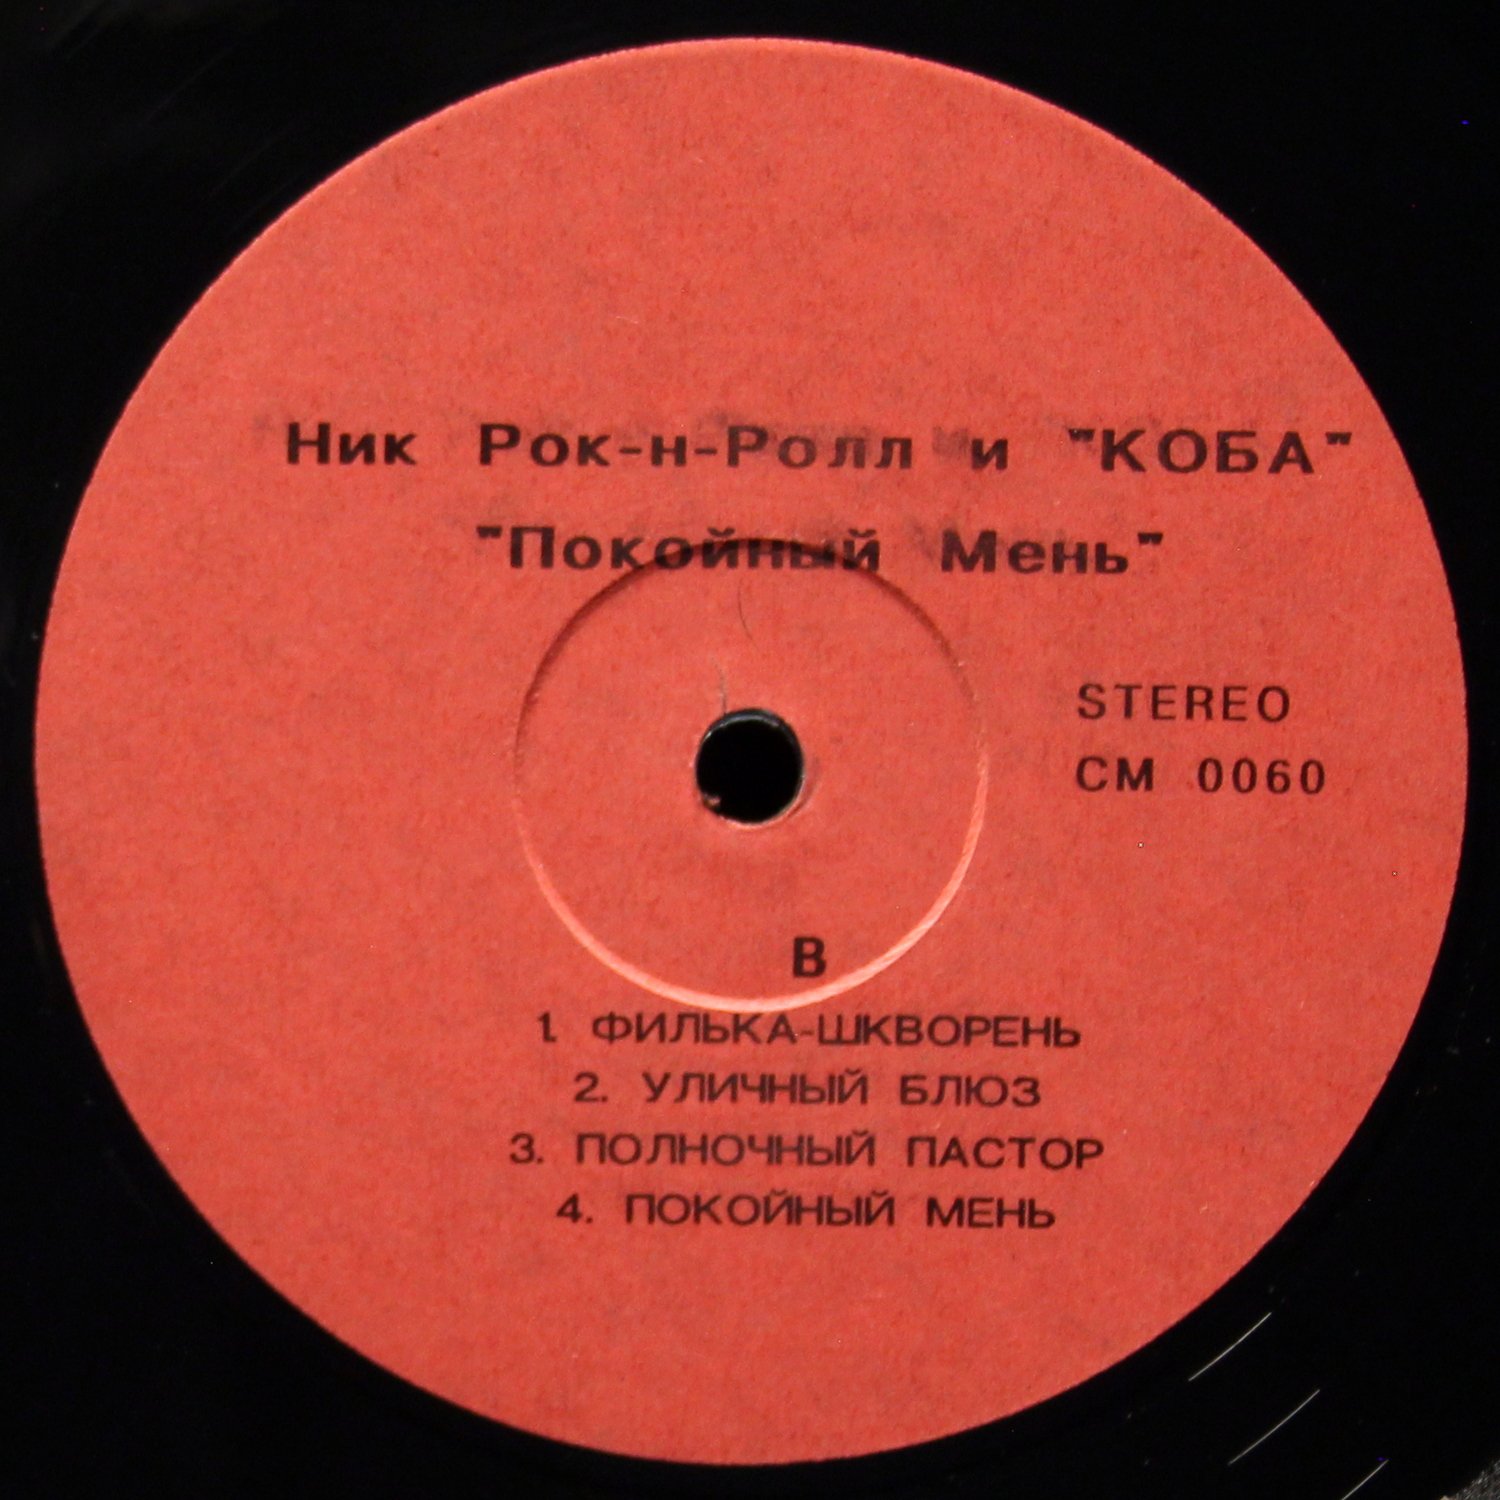 Ник Рок-н-Ролл и "КОБА"
"Покойный Мень"
STEREO
СМ 0060
В
1. ФИЛЬКА-ШКВОРЕНЬ
2. УЛИЧНЫЙ БЛЮЗ
3. ПОЛНОЧНЫЙ ПАСТОР
4. ПОКОЙНЫЙ МЕНЬ